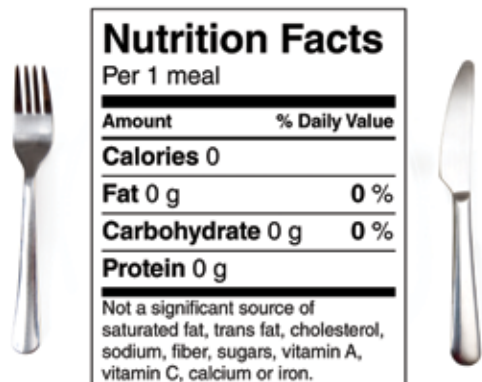 Nutrition Facts
Per 1 meal
Amount % Daily Value
Calories 0
Fat 0 g 0 %
Carbohydrate 0 g 0 %
Protein 0 g
Not a significant source of
saturated fat, trans fat, cholesterol,
sodium, fiber, sugars, vitamin A,
vitamin C, calcium or iron.